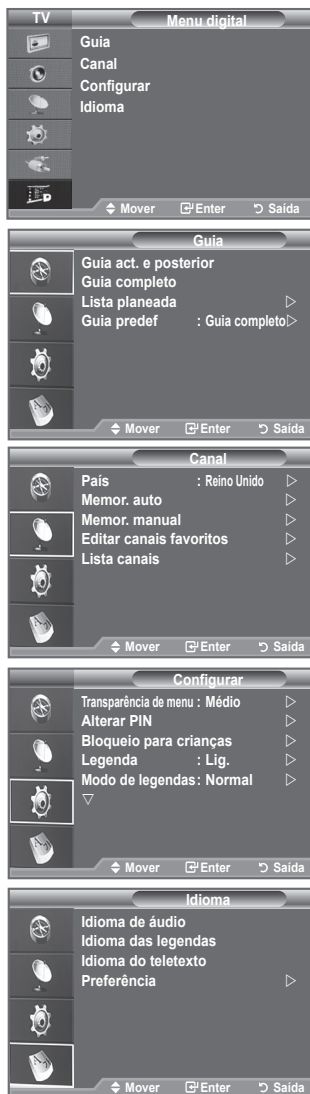 TV Menu digital
Guia
Canal
Configurar
Idioma
Mover Enter Saída
Guia
Guia act. e posterior
Guia completo
Lista planeada
Guia predef : Guia completo
Mover Enter Saída
Canal
País : Reino Unido
Memor. auto
Memor. manual
Editar canais favoritos
Lista canais
Mover Enter Saída
Configurar
Transparência de menu : Médio
Alterar PIN
Bloqueio para crianças
Legenda : Lig.
Modo de legendas: Normal
Mover Enter Saída
Idioma
Idioma de áudio
Idioma das legendas
Idioma do teletexto
Preferência
Mover Enter Saída